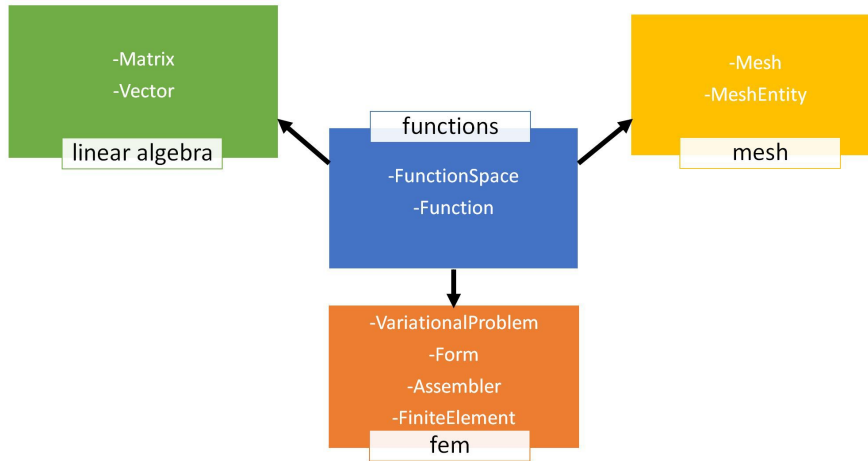 -Matrix
-Vector
linear algebra
-Mesh
-MeshEntity
mesh
functions
-FunctionSpace
-Function
-VariationalProblem
-Form
-Assembler
-FiniteElement
fem